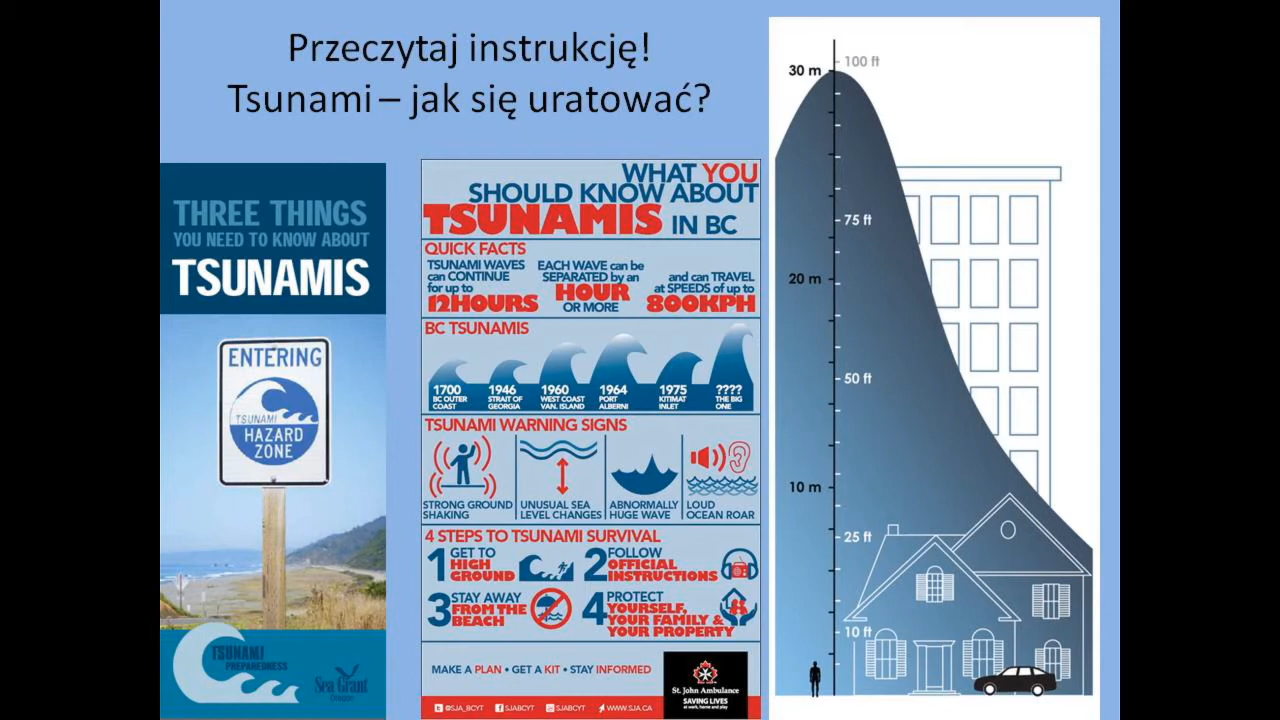 Przeczytaj instrukcję!
Tsunami – jak się uratować?
THREE THINGS
YOU NEED TO KNOW ABOUT
TSUNAMIS
ENTERING
TSUNAMI
HAZARD
ZONE
TSUNAMI
PREPAREDNESS
Sea Grant
Oregon
WHAT YOU
SHOULD KNOW ABOUT
TSUNAMIS IN BC
QUICK FACTS
TSUNAMI WAVES
can CONTINUE
for up to
12HOURS
EACH WAVE can be
SEPARATED by an
HOUR
OR MORE
and can TRAVEL
at SPEEDS of up to
800KPH
BC TSUNAMIS
1700
BC OUTER
COAST
1946
STRAIT OF
GEORGIA
1960
WEST COAST
VAN. ISLAND
1964
PORT
ALBERNI
1975
KITIMAT
INLET
????
THE BIG
ONE
TSUNAMI WARNING SIGNS
STRONG GROUND
SHAKING
UNUSUAL SEA
LEVEL CHANGES
ABNORMALLY
HUGE WAVE
LOUD
OCEAN ROAR
4 STEPS TO TSUNAMI SURVIVAL
1 GET TO
HIGH
GROUND
2 FOLLOW
OFFICIAL
INSTRUCTIONS
3 STAY AWAY
FROM THE
BEACH
4 PROTECT
YOURSELF,
YOUR FAMILY &
YOUR PROPERTY
MAKE A PLAN • GET A KIT • STAY INFORMED
St. John Ambulance
SAVING LIVES
at work, home and play
@SJA_BCYT
SJABCYT
SJABCYT
WWW.SJA.CA
100 ft
30 m
75 ft
20 m
50 ft
10 m
25 ft
10 ft